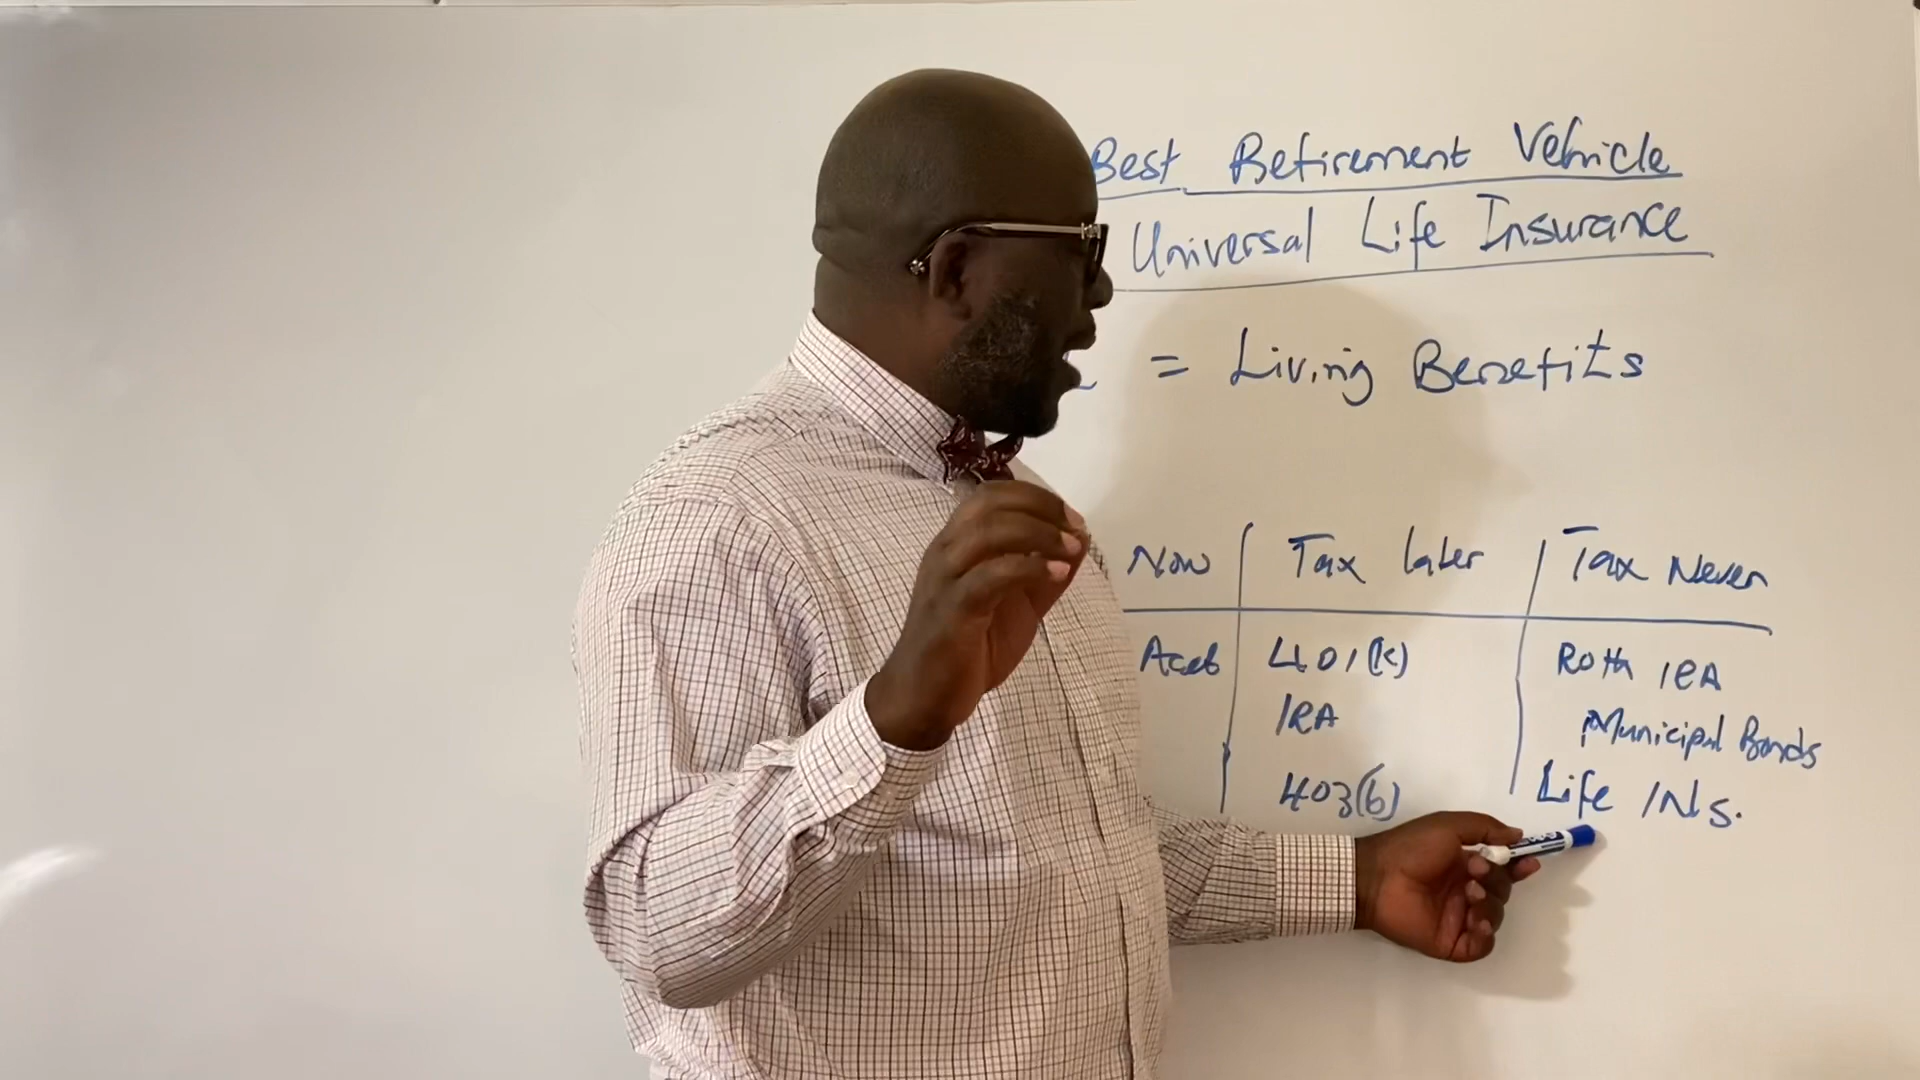 Best Retirement Vehicle
Universal Life Insurance
= Living Benefits
Now Tax later Tax Never
Acct 401(k) Roth IRA
IRA Municipal Bonds
403(b) Life INs.